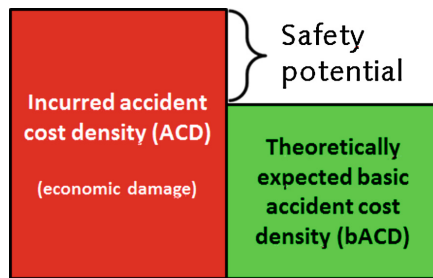 Safety
potential
Incurred accident
cost density (ACD)
(economic damage)
Theoretically
expected basic
accident cost
density (bACD)